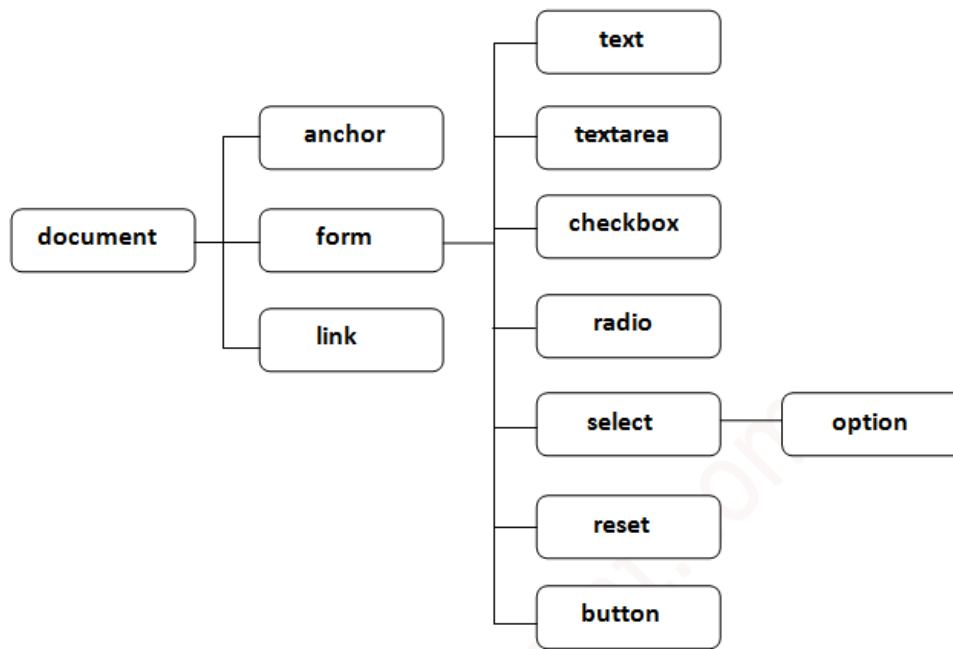 document
anchor
form
link
text
textarea
checkbox
radio
select
option
reset
button